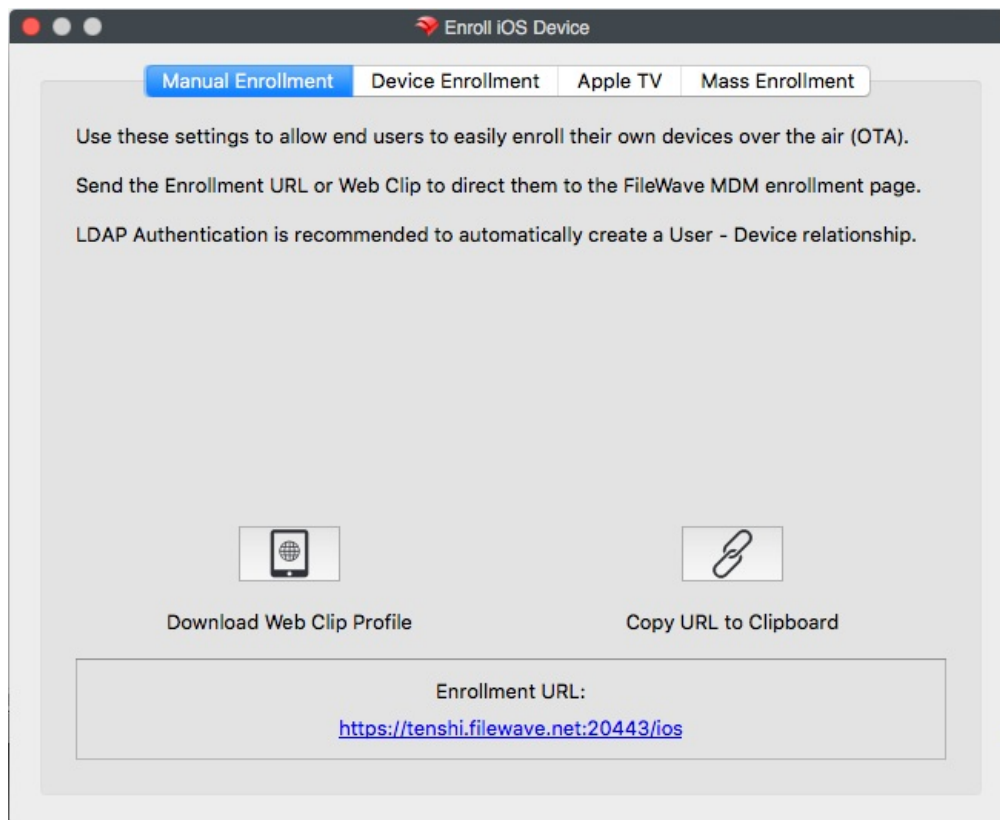 Enroll iOS Device
Manual Enrollment Device Enrollment Apple TV Mass Enrollment
Use these settings to allow end users to easily enroll their own devices over the air (OTA).
Send the Enrollment URL or Web Clip to direct them to the FileWave MDM enrollment page.
LDAP Authentication is recommended to automatically create a User - Device relationship.
Download Web Clip Profile Copy URL to Clipboard
Enrollment URL:
https://tenshi.filewave.net:20443/ios